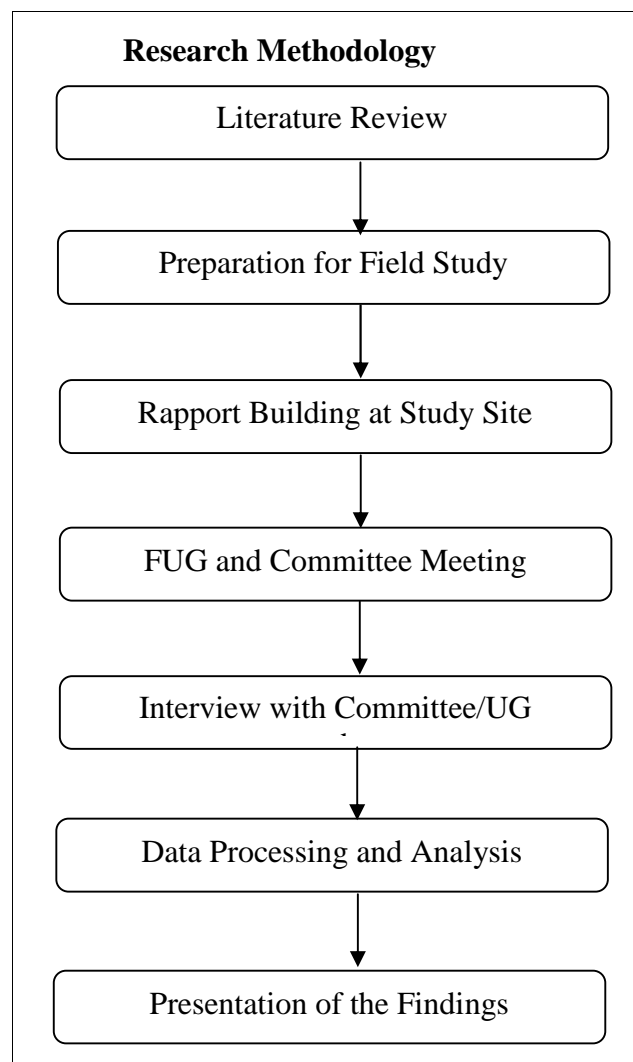 Research Methodology
Literature Review
Preparation for Field Study
Rapport Building at Study Site
FUG and Committee Meeting
Interview with Committee/UG
Data Processing and Analysis
Presentation of the Findings